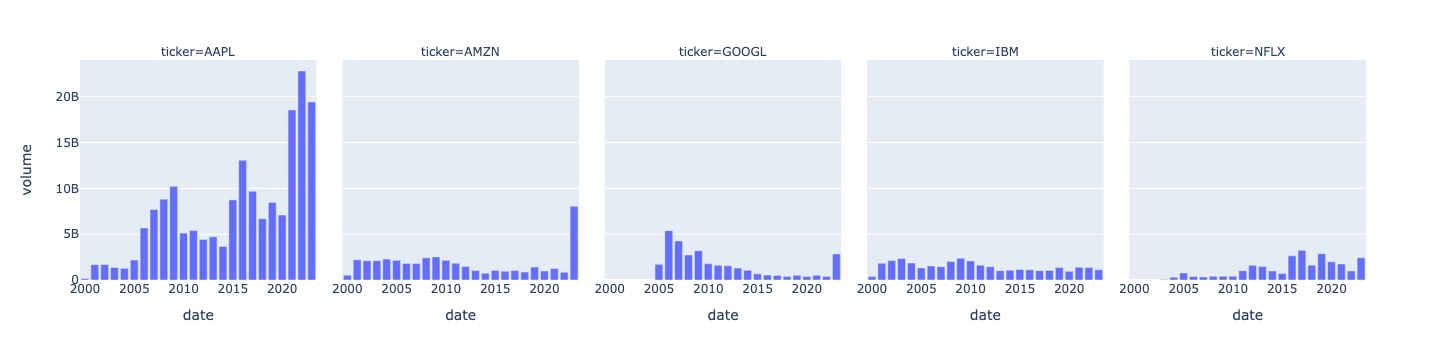 ticker=AAPL ticker=AMZN ticker=GOOGL ticker=IBM ticker=NFLX
20B
15B
volume
10B
5B
0
2000 2005 2010 2015 2020 2000 2005 2010 2015 2020 2000 2005 2010 2015 2020 2000 2005 2010 2015 2020 2000 2005 2010 2015 2020
date date date date date